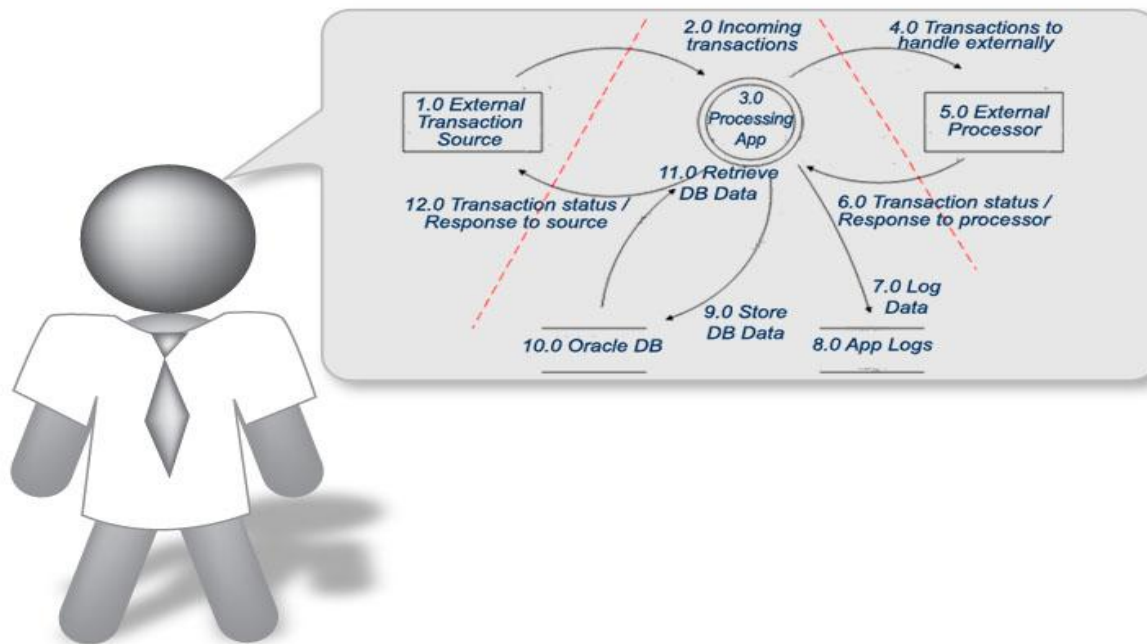 2.0 Incoming
transactions
4.0 Transactions to
handle externally
1.0 External
Transaction
Source
3.0
Processing
App
5.0 External
Processor
11.0 Retrieve
DB Data
12.0 Transaction status /
Response to source
6.0 Transaction status /
Response to processor
7.0 Log
Data
9.0 Store
DB Data
10.0 Oracle DB
8.0 App Logs